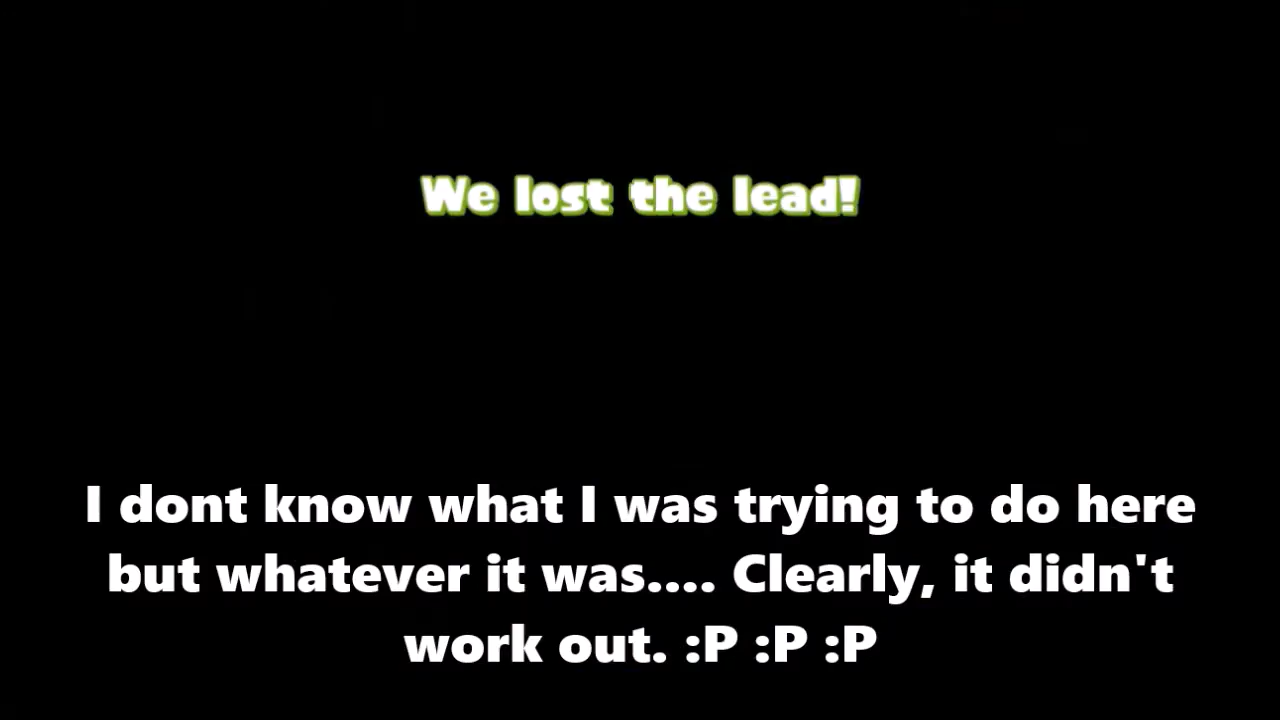 We lost the lead!
I dont know what I was trying to do here
but whatever it was.... Clearly, it didn't
work out. :P :P :P